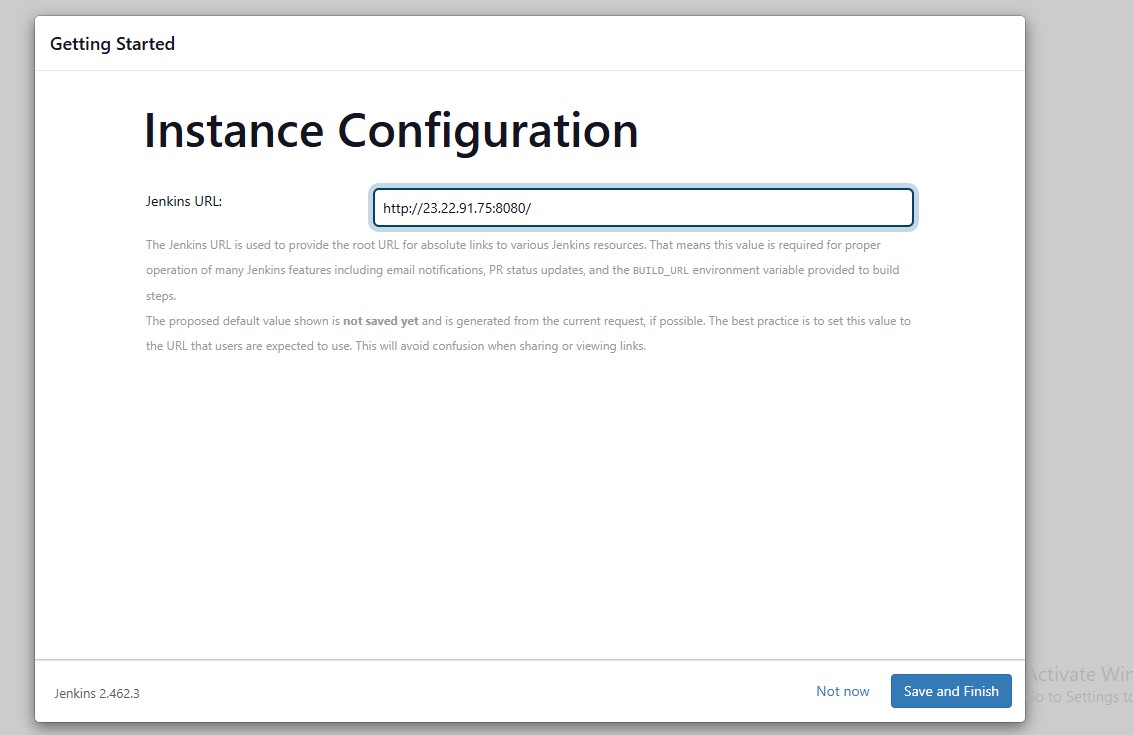 Getting Started
Instance Configuration
Jenkins URL:
http://23.22.91.75:8080/
The Jenkins URL is used to provide the root URL for absolute links to various Jenkins resources. That means this value is required for proper
operation of many Jenkins features including email notifications, PR status updates, and the BUILD_URL environment variable provided to build
steps.
The proposed default value shown is not saved yet and is generated from the current request, if possible. The best practice is to set this value to
the URL that users are expected to use. This will avoid confusion when sharing or viewing links.
Jenkins 2.462.3
Not now
Save and Finish
to Settings